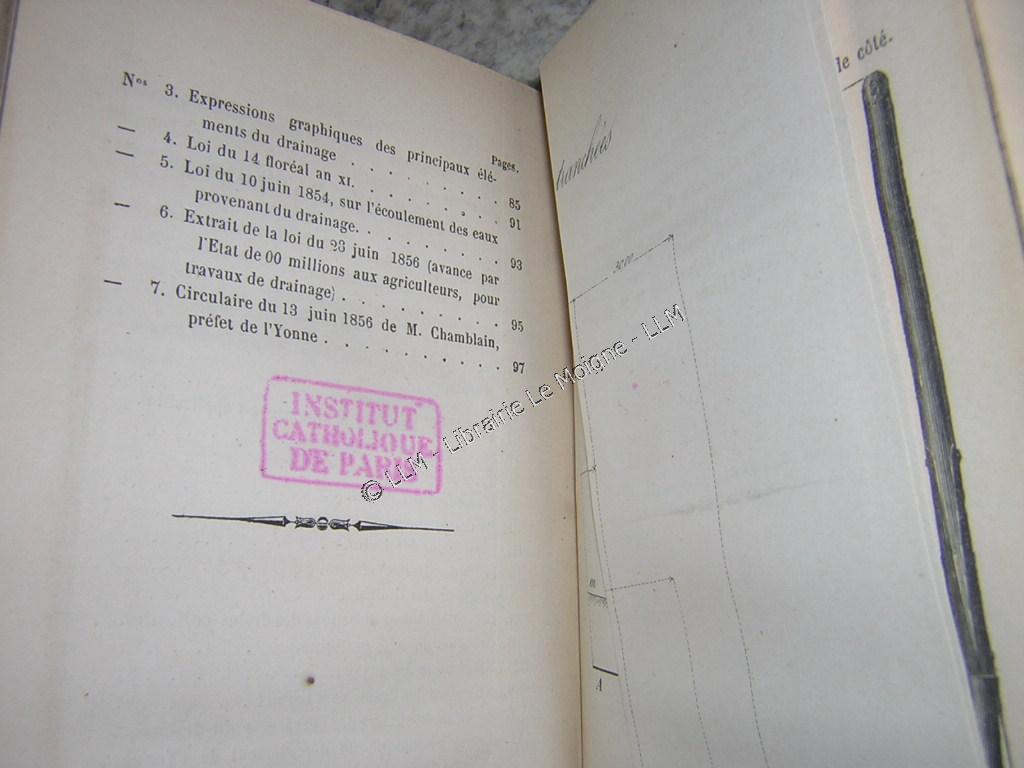 Pages.
Nos 3. Expressions graphiques des principaux élé-
ments du drainage . . . . . . . . 85
— 4. Loi du 14 floréal an XI. . . . . . . . 91
— 5. Loi du 10 juin 1854, sur l'écoulement des eaux
provenant du drainage. . . . . . . . 93
— 6. Extrait de la loi du 28 juin 1856 (avance par
l'Etat de 00 millions aux agriculteurs, pour
travaux de drainage) . . . . . . . . 95
— 7. Circulaire du 13 juin 1856 de M. Chamblain,
préfet de l'Yonne . . . . . . . . . 97
INSTITUT
CATHOLIQUE
DE PARIS
© LLM - Librairie Le Moigne - LLM
tranchées
m
A
le côté.